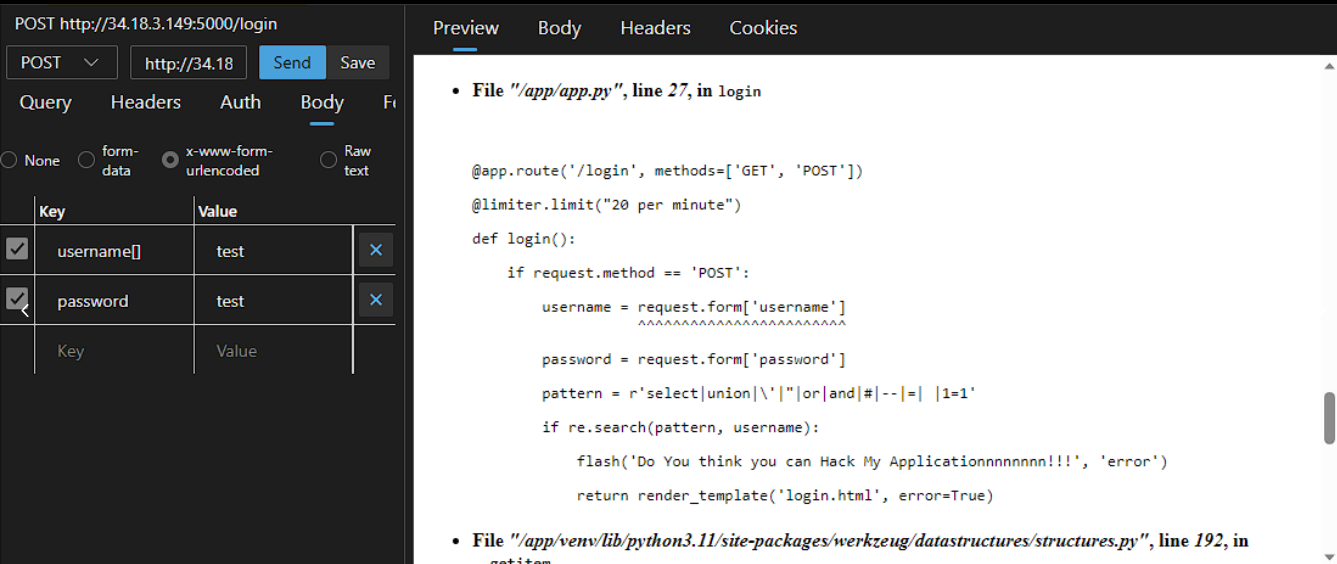 POST http://34.18.3.149:5000/login
POST
http://34.18
Send
Save
Query Headers Auth Body
None
form-
data
x-www-form-
urlencoded
Raw
text
Key Value
username[] test
password test
Key Value
Preview Body Headers Cookies
• File "/app/app.py", line 27, in login
@app.route('/login', methods=['GET', 'POST'])
@limiter.limit("20 per minute")
def login():
if request.method == 'POST':
username = request.form['username']
^^^^^^^^^^^^^^^^^^^^^^^^
password = request.form['password']
pattern = r'select|union|\'|"|or|and|#|--|=| |1=1'
if re.search(pattern, username):
flash('Do You think you can Hack My Applicationnnnnnnn!!!', 'error')
return render_template('login.html', error=True)
• File "/app/venv/lib/python3.11/site-packages/werkzeug/datastructures/structures.py", line 192, in